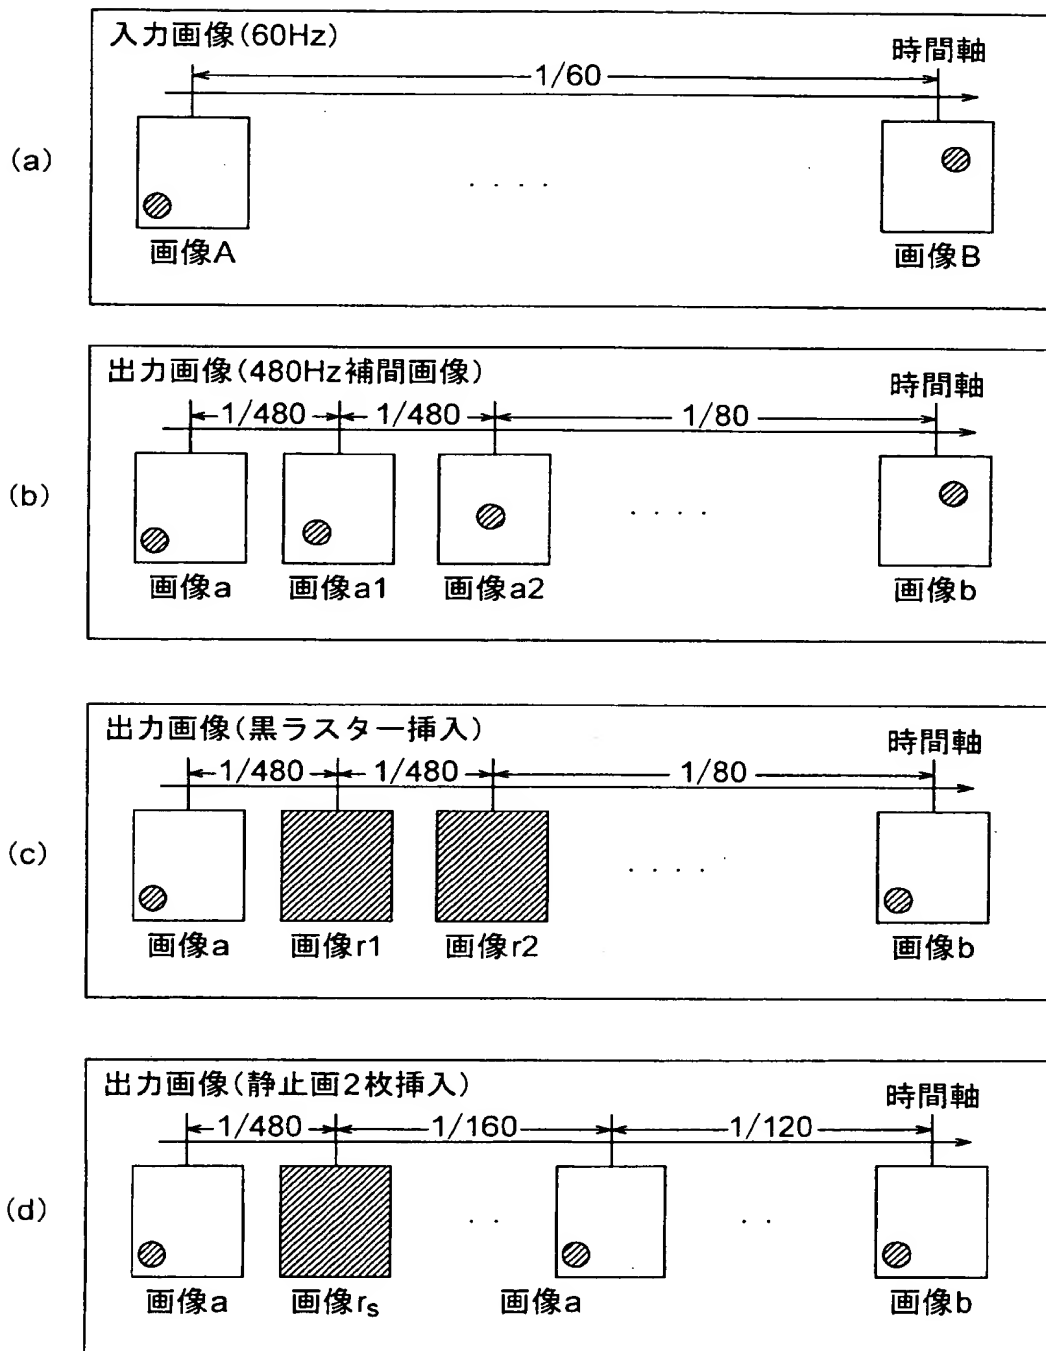 入力画像(60Hz)
時間軸
1/60
(a)
画像A
画像B
出力画像(480Hz補間画像)
時間軸
1/480 1/480 1/80
(b)
画像a 画像a1 画像a2 画像b
出力画像(黒ラスター挿入)
時間軸
1/480 1/480 1/80
(c)
画像a 画像r1 画像r2 画像b
出力画像(静止画2枚挿入)
時間軸
1/480 1/160 1/120
(d)
画像a 画像rs 画像a 画像b